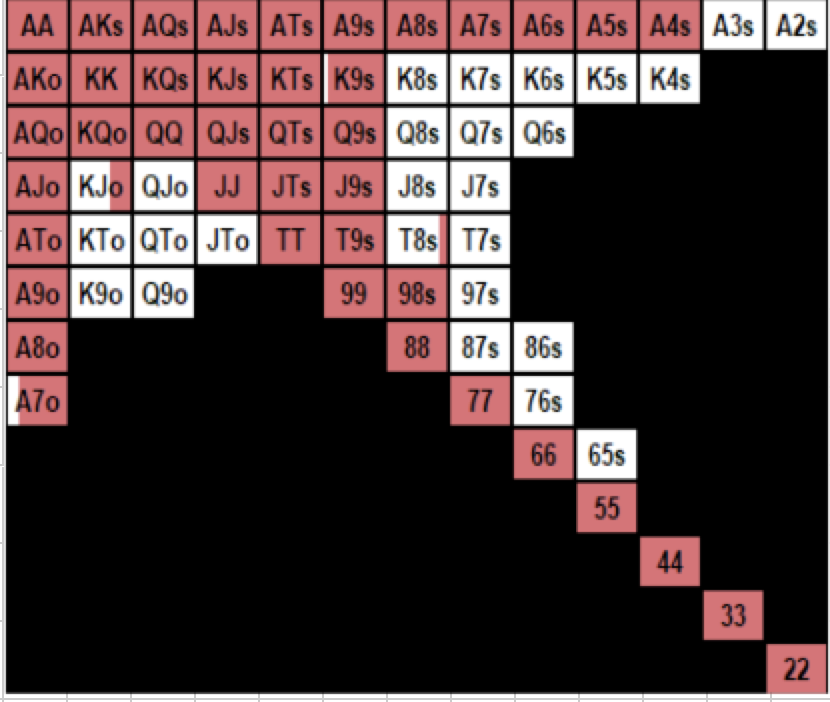 AA AKs AQs AJs ATs A9s A8s A7s A6s A5s A4s A3s A2s
AKo KK KQs KJs KTs K9s K8s K7s K6s K5s K4s
AQo KQo QQ QJs QTs Q9s Q8s Q7s Q6s
AJo KJo QJo JJ JTs J9s J8s J7s
ATo KTo QTo JTo TT T9s T8s T7s
A9o K9o Q9o 99 98s 97s
A8o 88 87s 86s
A7o 77 76s
66 65s
55
44
33
22